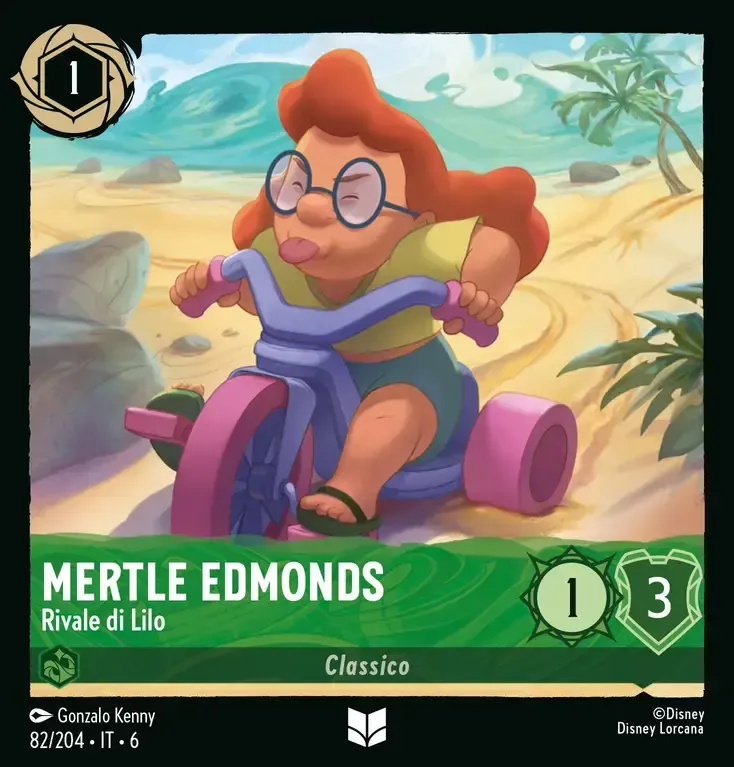 1
MERTLE EDMONDS
Rivale di Lilo
1
3
Classico
Gonzalo Kenny
82/204 • IT • 6
©Disney
Disney Lorcana